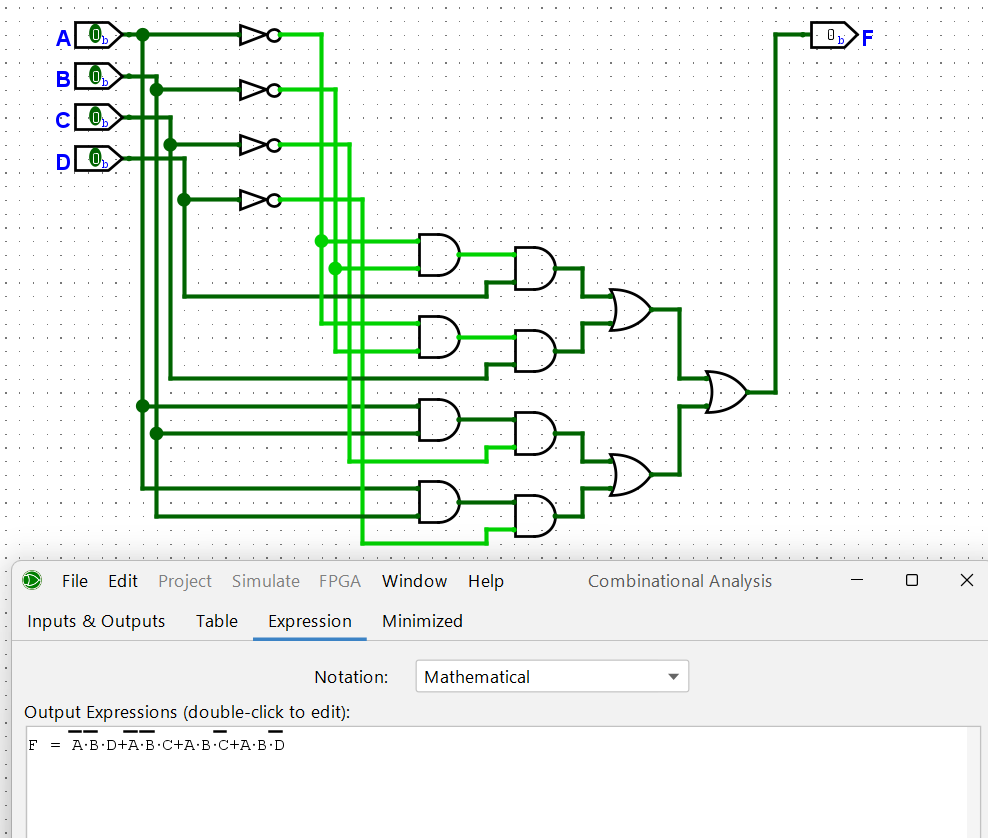 A 0b
B 0b
C 0b
D 0b
0b F
File Edit Project Simulate FPGA Window Help Combinational Analysis
Inputs & Outputs Table Expression Minimized
Notation: Mathematical
Output Expressions (double-click to edit):
F = A̅·B̅·D+A̅·B̅·C+A·B·C̅+A·B·D̅